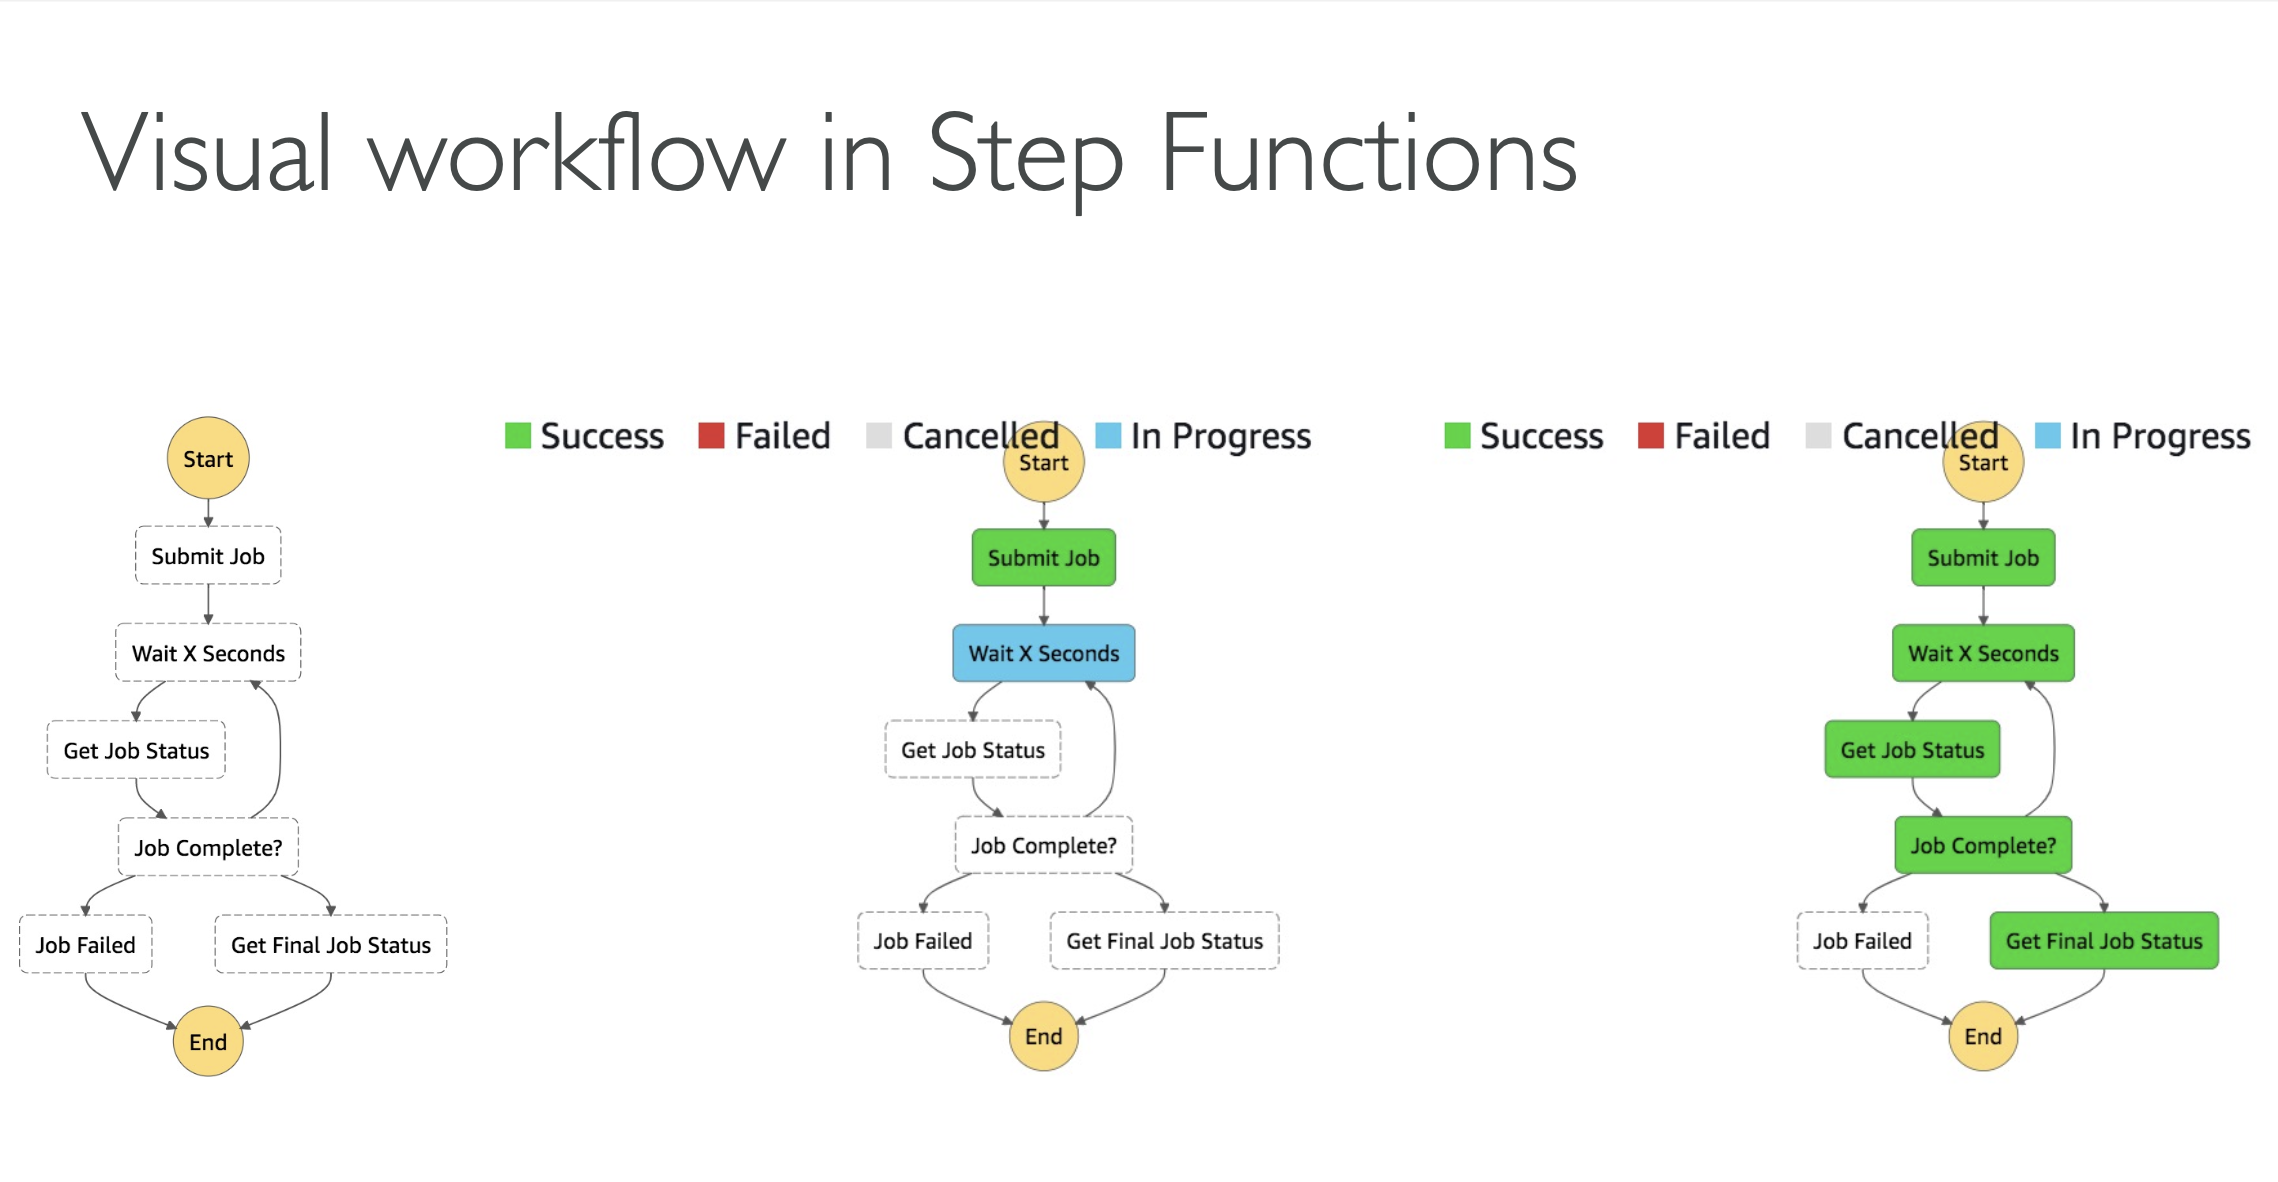 Visual workflow in Step Functions
Start
Submit Job
Wait X Seconds
Get Job Status
Job Complete?
Job Failed
Get Final Job Status
End
Success
Failed
Cancelled
In Progress
Start
Submit Job
Wait X Seconds
Get Job Status
Job Complete?
Job Failed
Get Final Job Status
End
Success
Failed
Cancelled
In Progress
Start
Submit Job
Wait X Seconds
Get Job Status
Job Complete?
Job Failed
Get Final Job Status
End